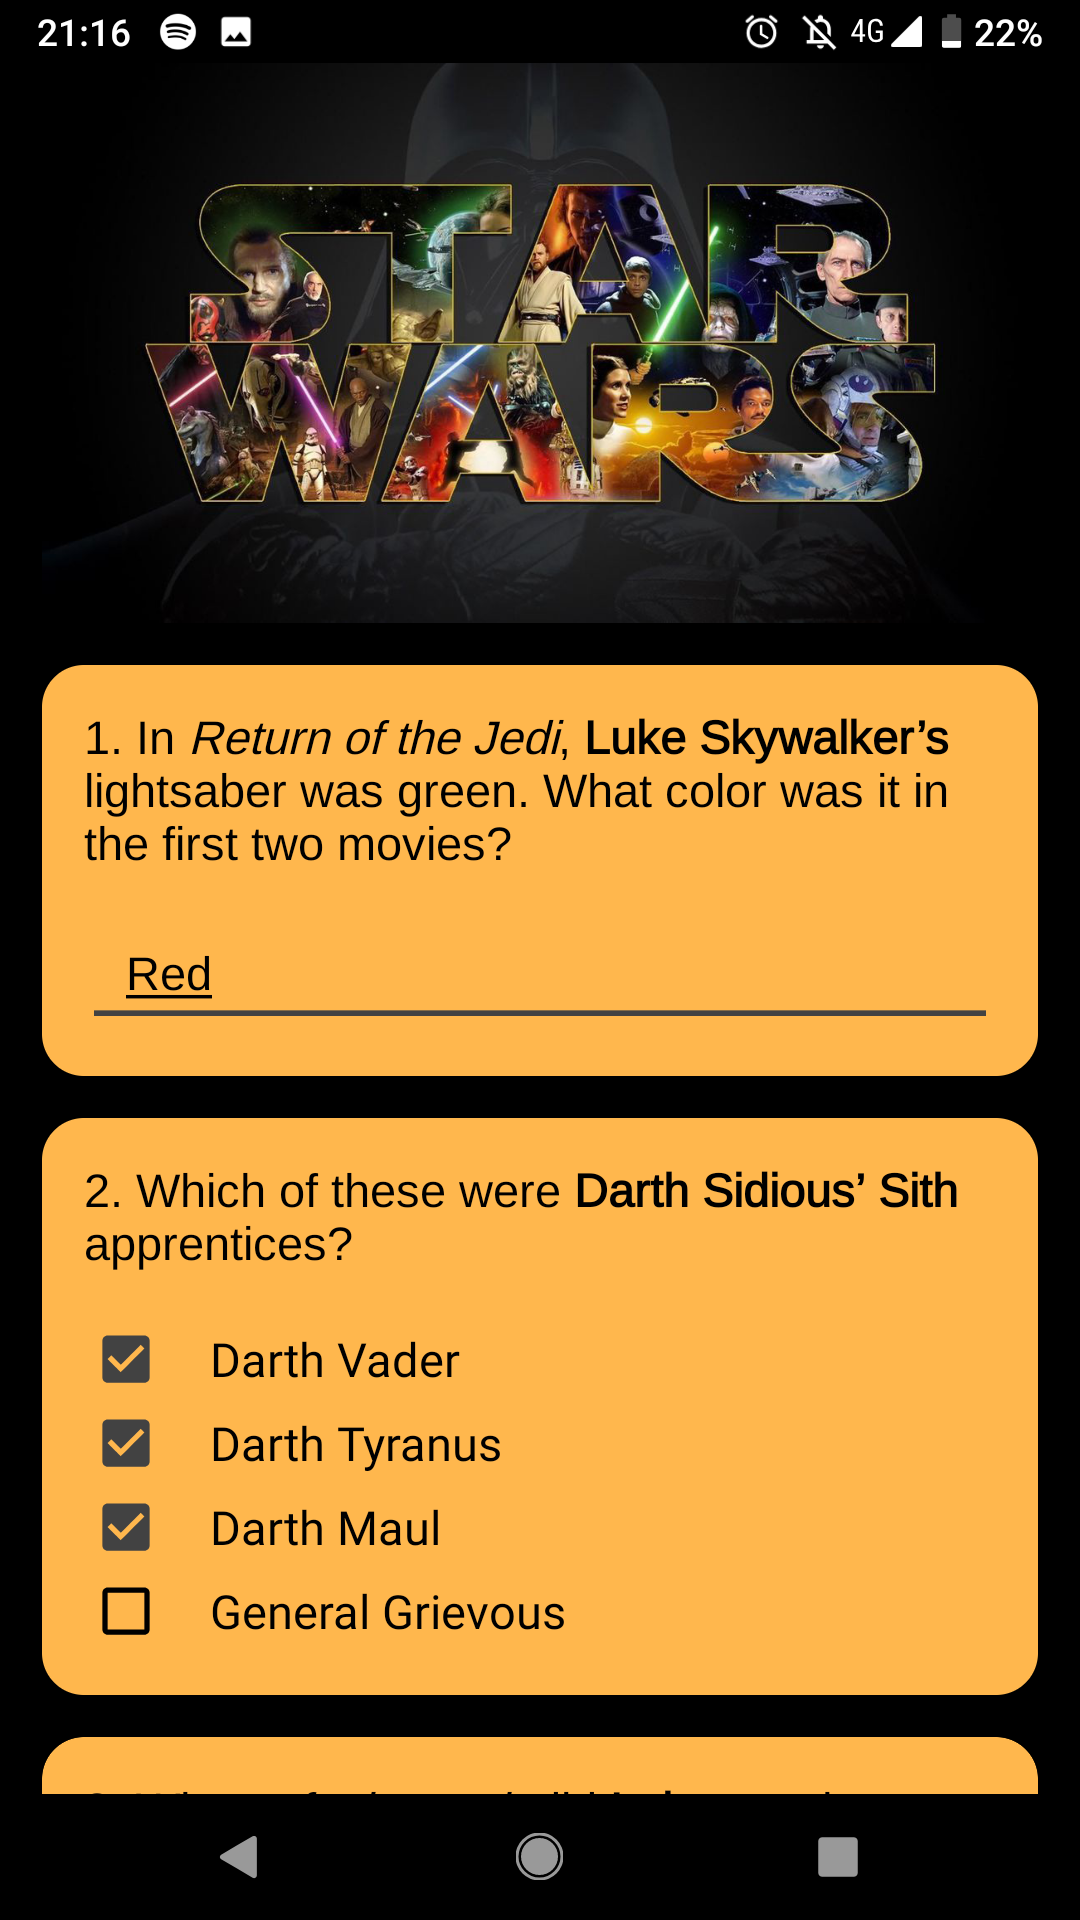 21:16
4G
22%
STAR
WARS
1. In Return of the Jedi, Luke Skywalker’s
lightsaber was green. What color was it in
the first two movies?
Red
2. Which of these were Darth Sidious’ Sith
apprentices?
Darth Vader
Darth Tyranus
Darth Maul
General Grievous